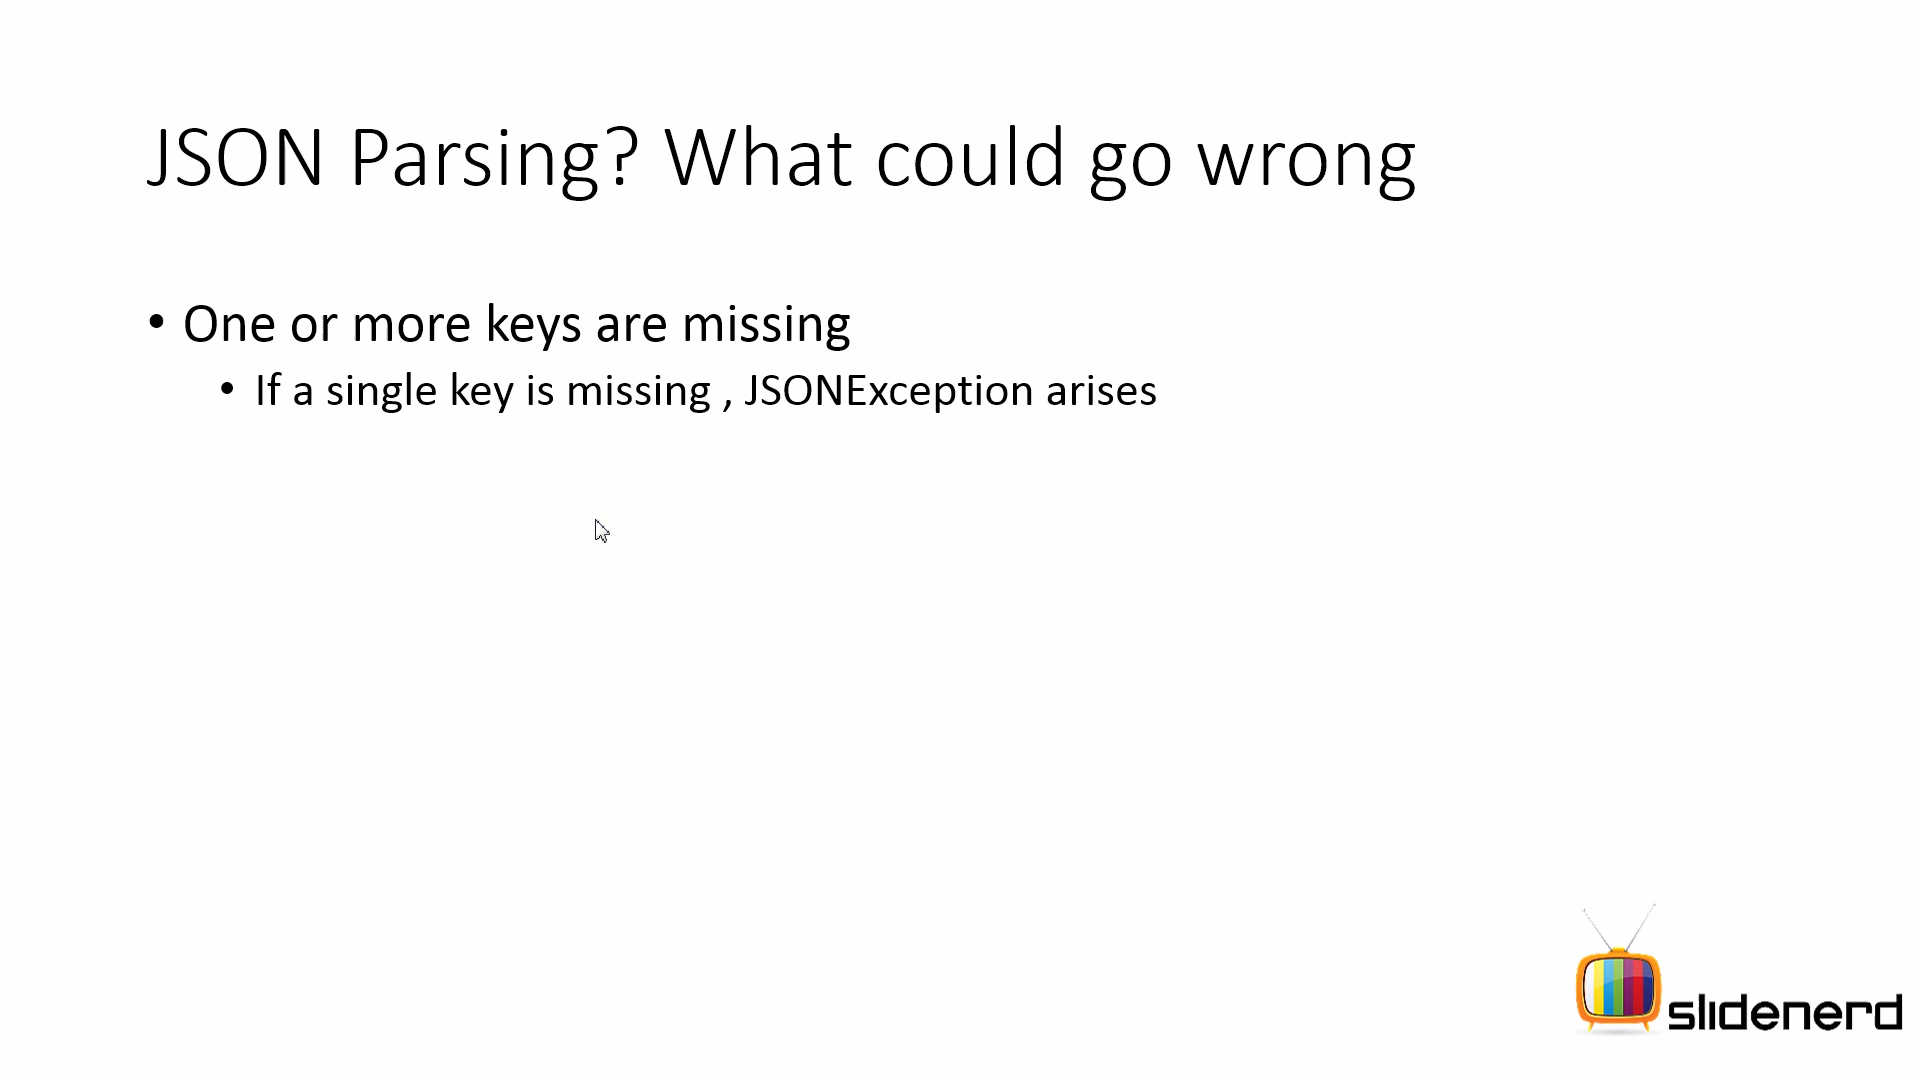 JSON Parsing? What could go wrong
• One or more keys are missing
• If a single key is missing , JSONException arises
slidenerd